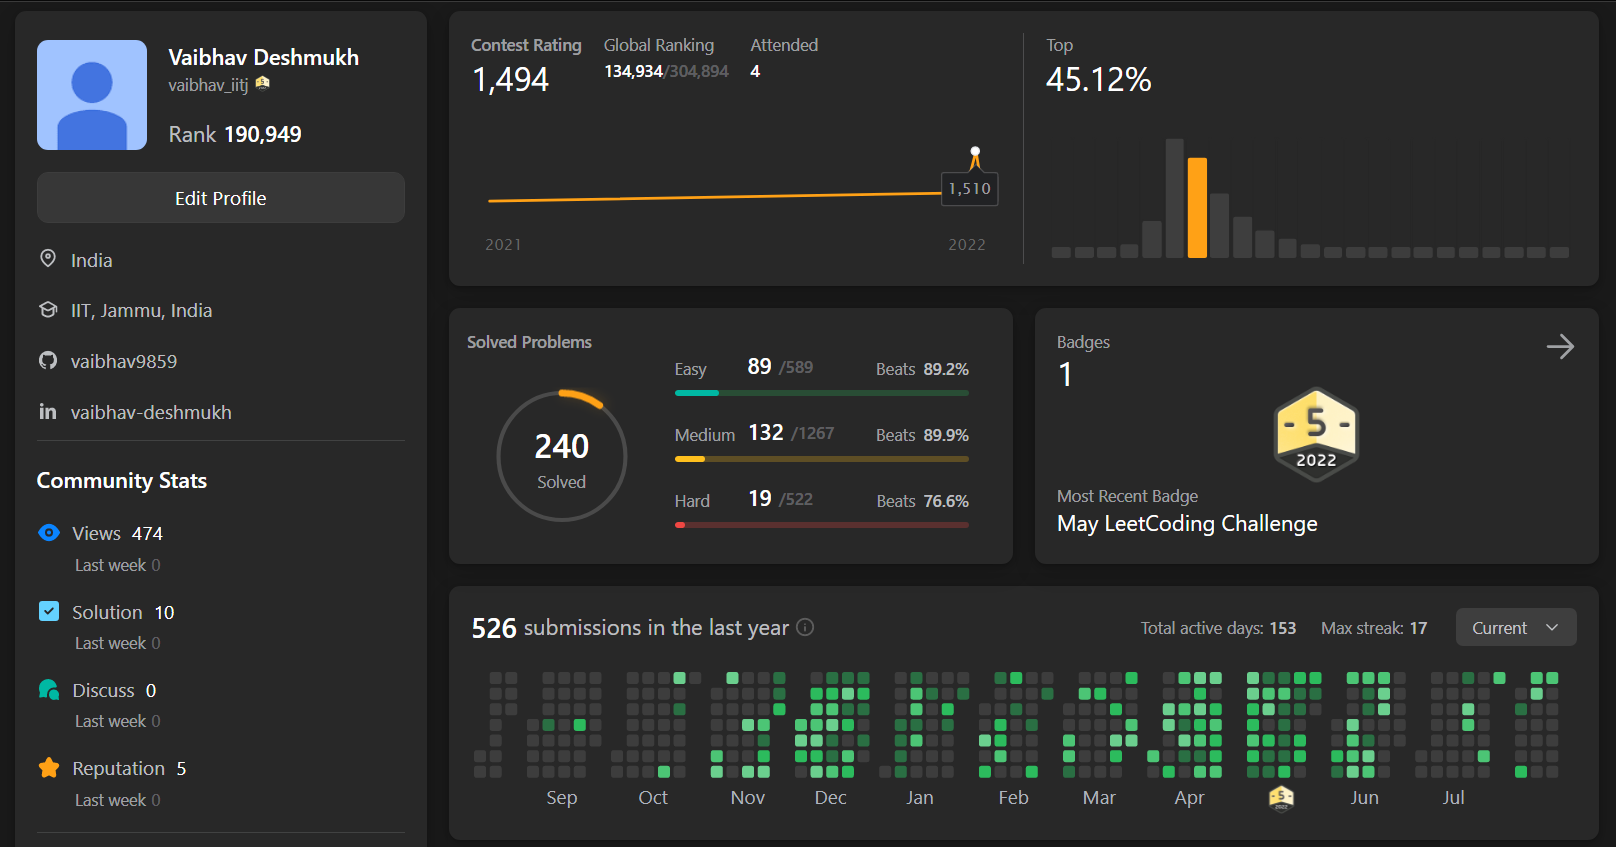 Vaibhav Deshmukh
vaibhav_iitj
Rank 190,949
Edit Profile
India
IIT, Jammu, India
vaibhav9859
in vaibhav-deshmukh
Community Stats
Views 474
Last week 0
Solution 10
Last week 0
Discuss 0
Last week 0
Reputation 5
Last week 0
Contest Rating
1,494
Global Ranking
134,934/304,894
Attended
4
1,510
2021
2022
Top
45.12%
Solved Problems
240
Solved
Easy 89 /589 Beats 89.2%
Medium 132 /1267 Beats 89.9%
Hard 19 /522 Beats 76.6%
Badges
1
5
2022
Most Recent Badge
May LeetCoding Challenge
526 submissions in the last year
Total active days: 153 Max streak: 17
Current
Sep Oct Nov Dec Jan Feb Mar Apr Jun Jul